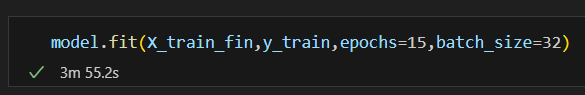 model.fit(X_train_fin,y_train,epochs=15,batch_size=32)
3m 55.2s